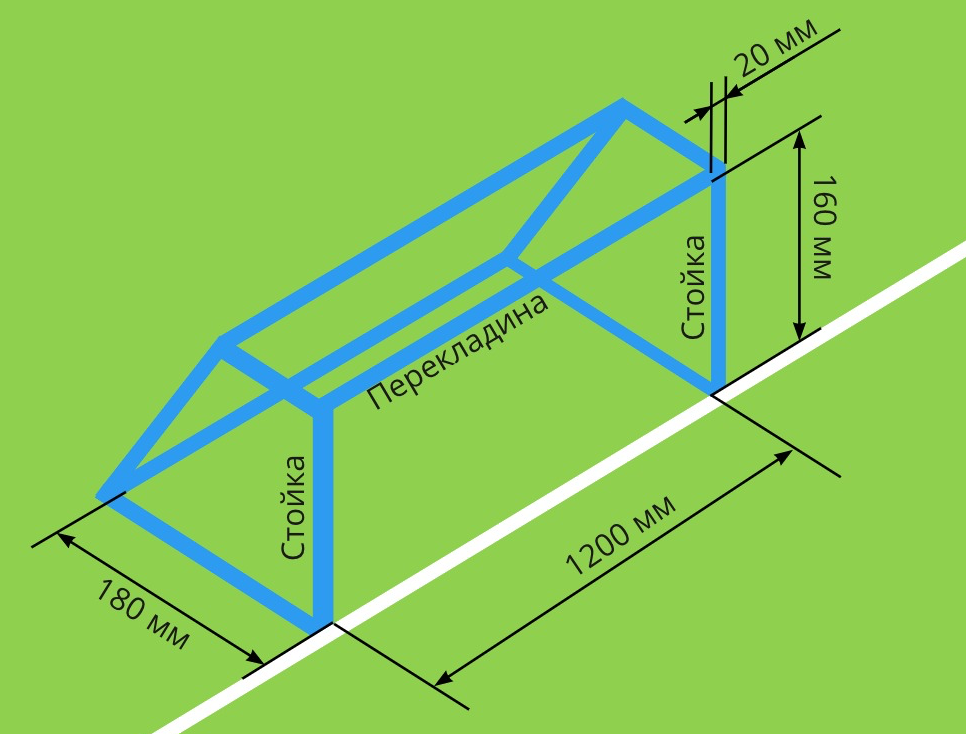 20 мм
160 мм
Стойка
Перекладина
Стойка
1200 мм
180 мм